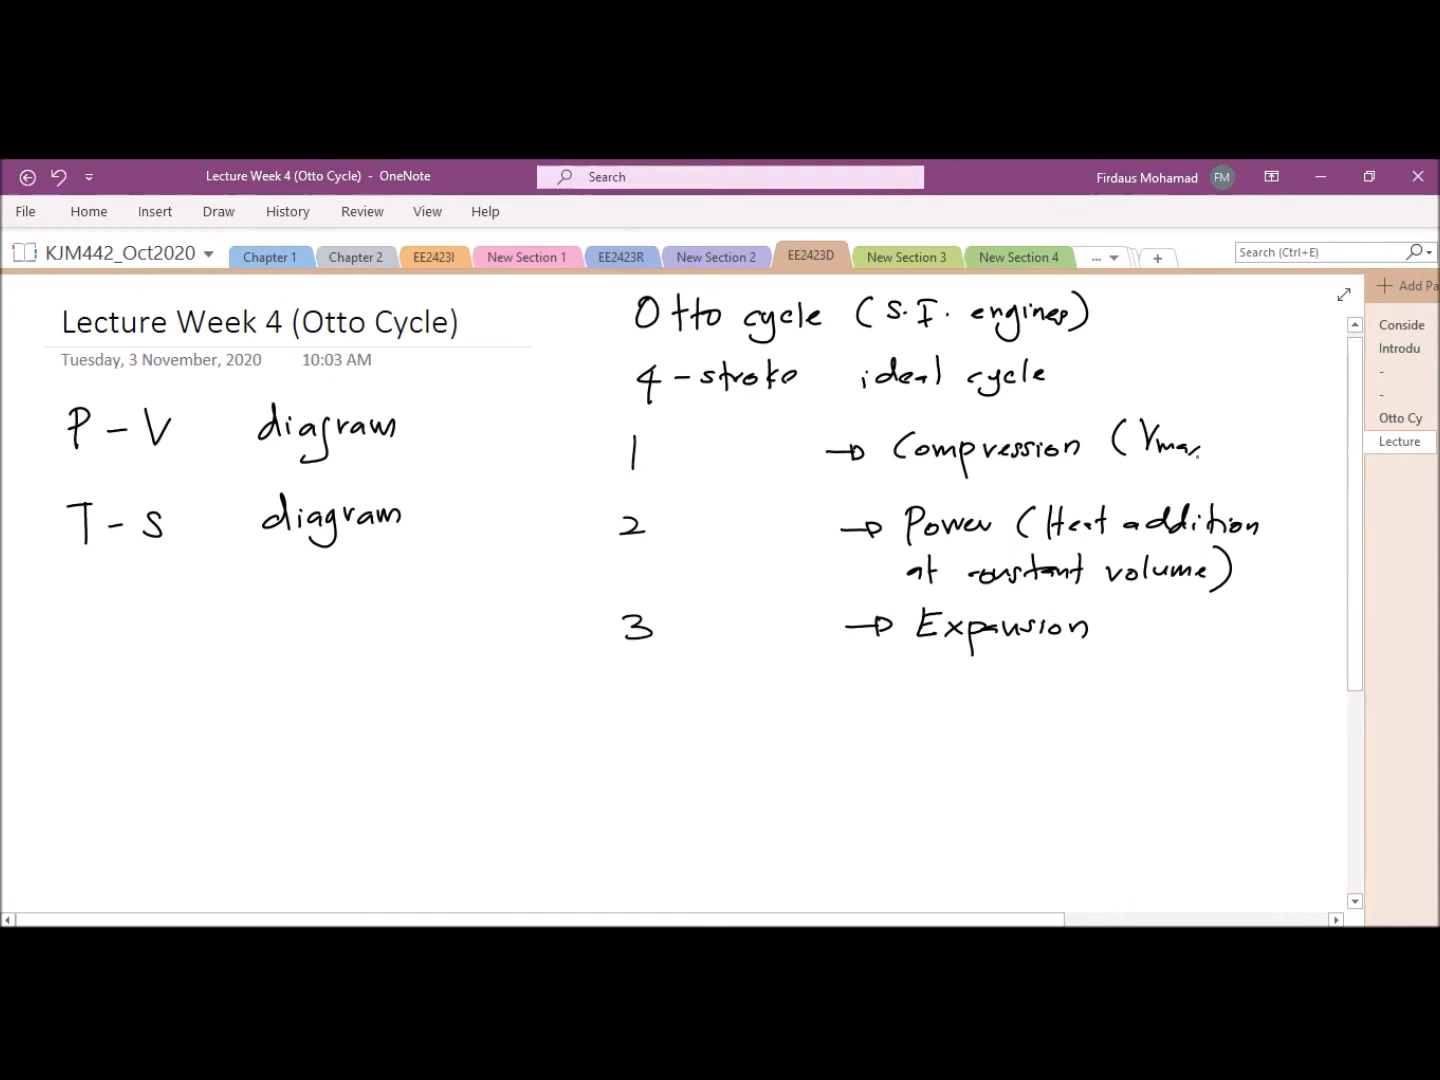 Lecture Week 4 (Otto Cycle) - OneNote
Search
Firdaus Mohamad FM
File Home Insert Draw History Review View Help
KJM442_Oct2020 Chapter 1 Chapter 2 EE2423I New Section 1 EE2423R New Section 2 EE2423D New Section 3 New Section 4 ... + Search (Ctrl+E)
+ Add Pa
Conside
Introdu
-
-
Otto Cy
Lecture
Lecture Week 4 (Otto Cycle)
Tuesday, 3 November, 2020 10:03 AM
P - V diagram
T - s diagram
Otto cycle (S.I. engines)
4 - stroke ideal cycle
1 → Compression (Vmax
2 → Power (Heat addition
at constant volume)
3 → Expansion